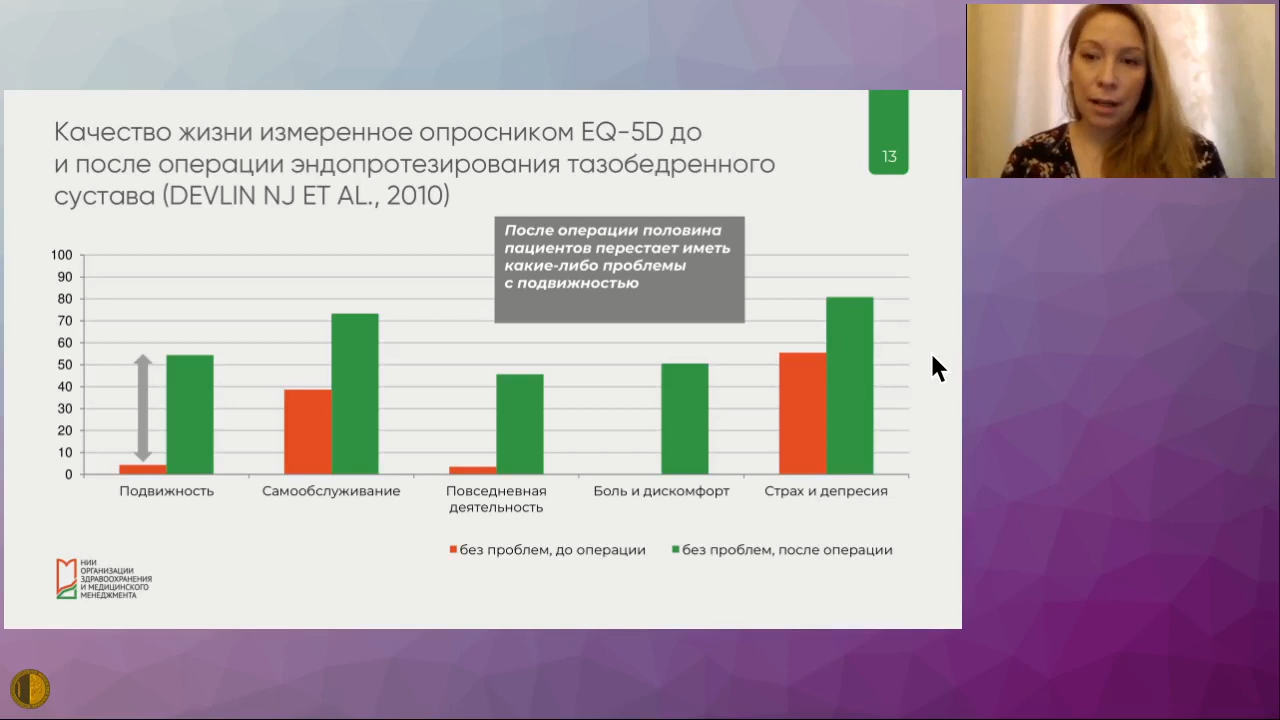 Качество жизни измеренное опросником EQ-5D до
и после операции эндопротезирования тазобедренного
сустава (DEVLIN NJ ET AL., 2010)
13
После операции половина
пациентов перестает иметь
какие-либо проблемы
с подвижностью
100
90
80
70
60
50
40
30
20
10
0
Подвижность
Самообслуживание
Повседневная
деятельность
Боль и дискомфорт
Страх и депресия
без проблем, до операции
без проблем, после операции
НИИ
ОРГАНИЗАЦИИ
ЗДРАВООХРАНЕНИЯ
И МЕДИЦИНСКОГО
МЕНЕДЖМЕНТА